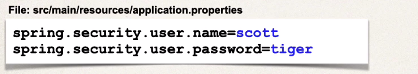 File: src/main/resources/application.properties
spring.security.user.name=scott
spring.security.user.password=tiger